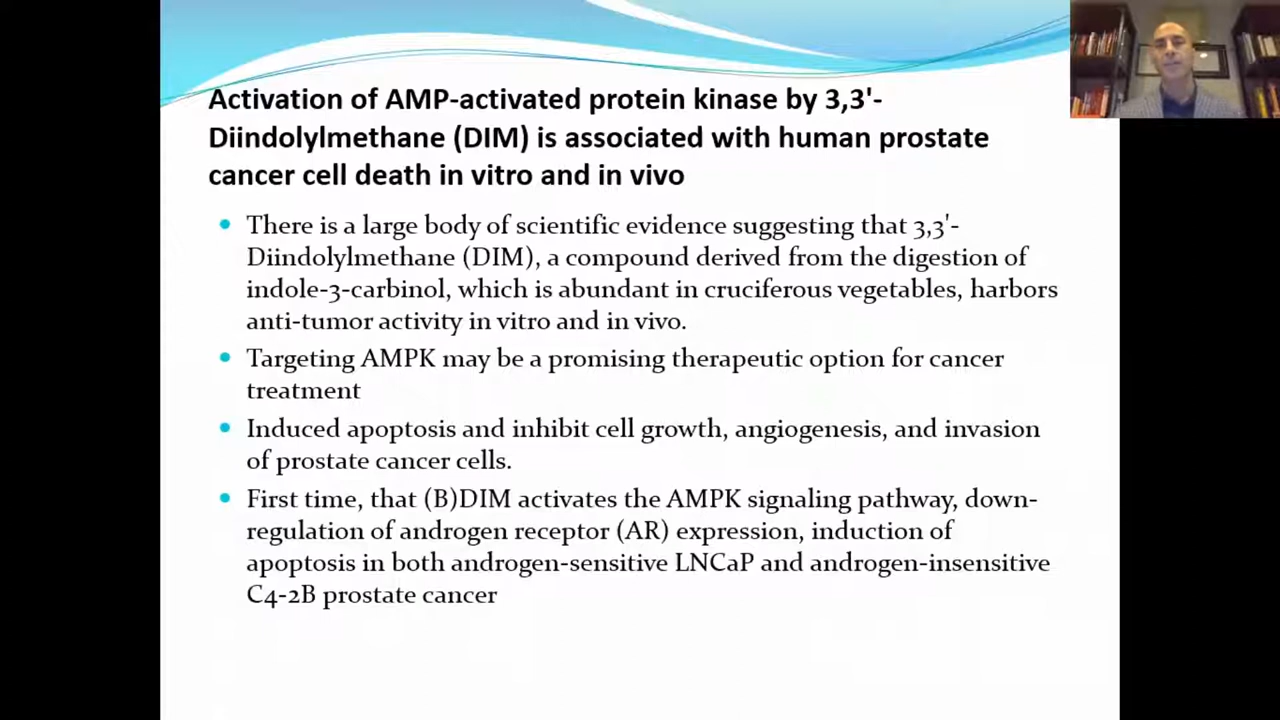 Activation of AMP-activated protein kinase by 3,3'-
Diindolylmethane (DIM) is associated with human prostate
cancer cell death in vitro and in vivo
There is a large body of scientific evidence suggesting that 3,3'-
Diindolylmethane (DIM), a compound derived from the digestion of
indole-3-carbinol, which is abundant in cruciferous vegetables, harbors
anti-tumor activity in vitro and in vivo.
Targeting AMPK may be a promising therapeutic option for cancer
treatment
Induced apoptosis and inhibit cell growth, angiogenesis, and invasion
of prostate cancer cells.
First time, that (B)DIM activates the AMPK signaling pathway, down-
regulation of androgen receptor (AR) expression, induction of
apoptosis in both androgen-sensitive LNCaP and androgen-insensitive
C4-2B prostate cancer